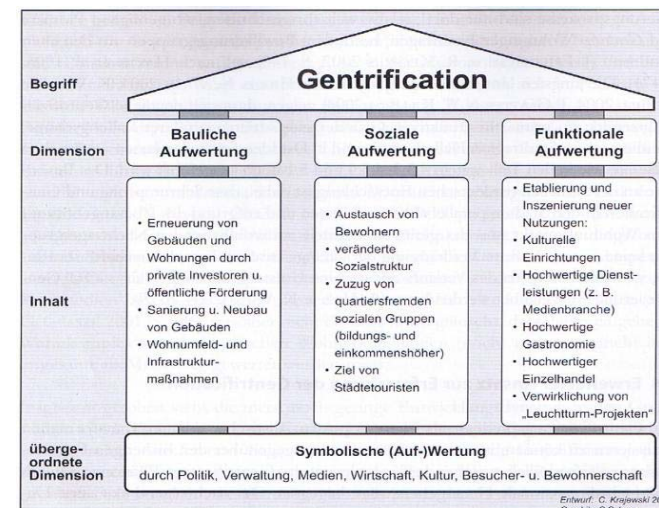 Begriff
Gentrifikation
Dimension
Bauliche
Aufwertung
Soziale
Aufwertung
Funktionale
Aufwertung
Inhalt
• Erneuerung von
Gebäuden und
Wohnungen durch
private Investoren u.
öffentliche Förderung
• Sanierung u. Neubau
von Gebäuden
• Wohnumfeld- und
Infrastruktur-
maßnahmen
• Austausch von
Bewohnern
• veränderte
Sozialstruktur
• Zuzug von
quartiersfremden
sozialen Gruppen
(bildungs- und
einkommenshöher)
• Ziel von
Städtetouristen
• Etablierung und
Inszenierung neuer
Nutzungen:
• Kulturelle
Einrichtungen
• Hochwertige Dienst-
leistungen (z. B.
Medienbranche)
• Hochwertige
Gastronomie
• Hochwertiger
Einzelhandel
• Verwirklichung von
„Leuchtturm-Projekten“
überge-
ordnete
Dimension
Symbolische (Auf-)Wertung
durch Politik, Verwaltung, Medien, Wirtschaft, Kultur, Besucher- u. Bewohnerschaft
Entwurf: C. Krajewski